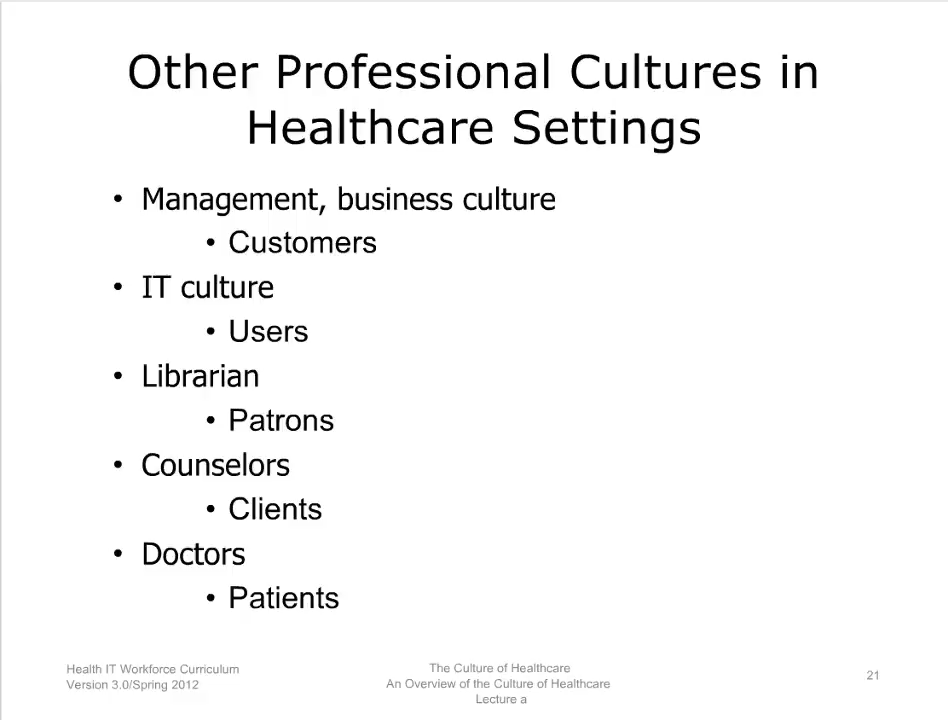 Other Professional Cultures in
Healthcare Settings
• Management, business culture
• Customers
• IT culture
• Users
• Librarian
• Patrons
• Counselors
• Clients
• Doctors
• Patients
Health IT Workforce Curriculum
Version 3.0/Spring 2012
The Culture of Healthcare
An Overview of the Culture of Healthcare
Lecture a
21